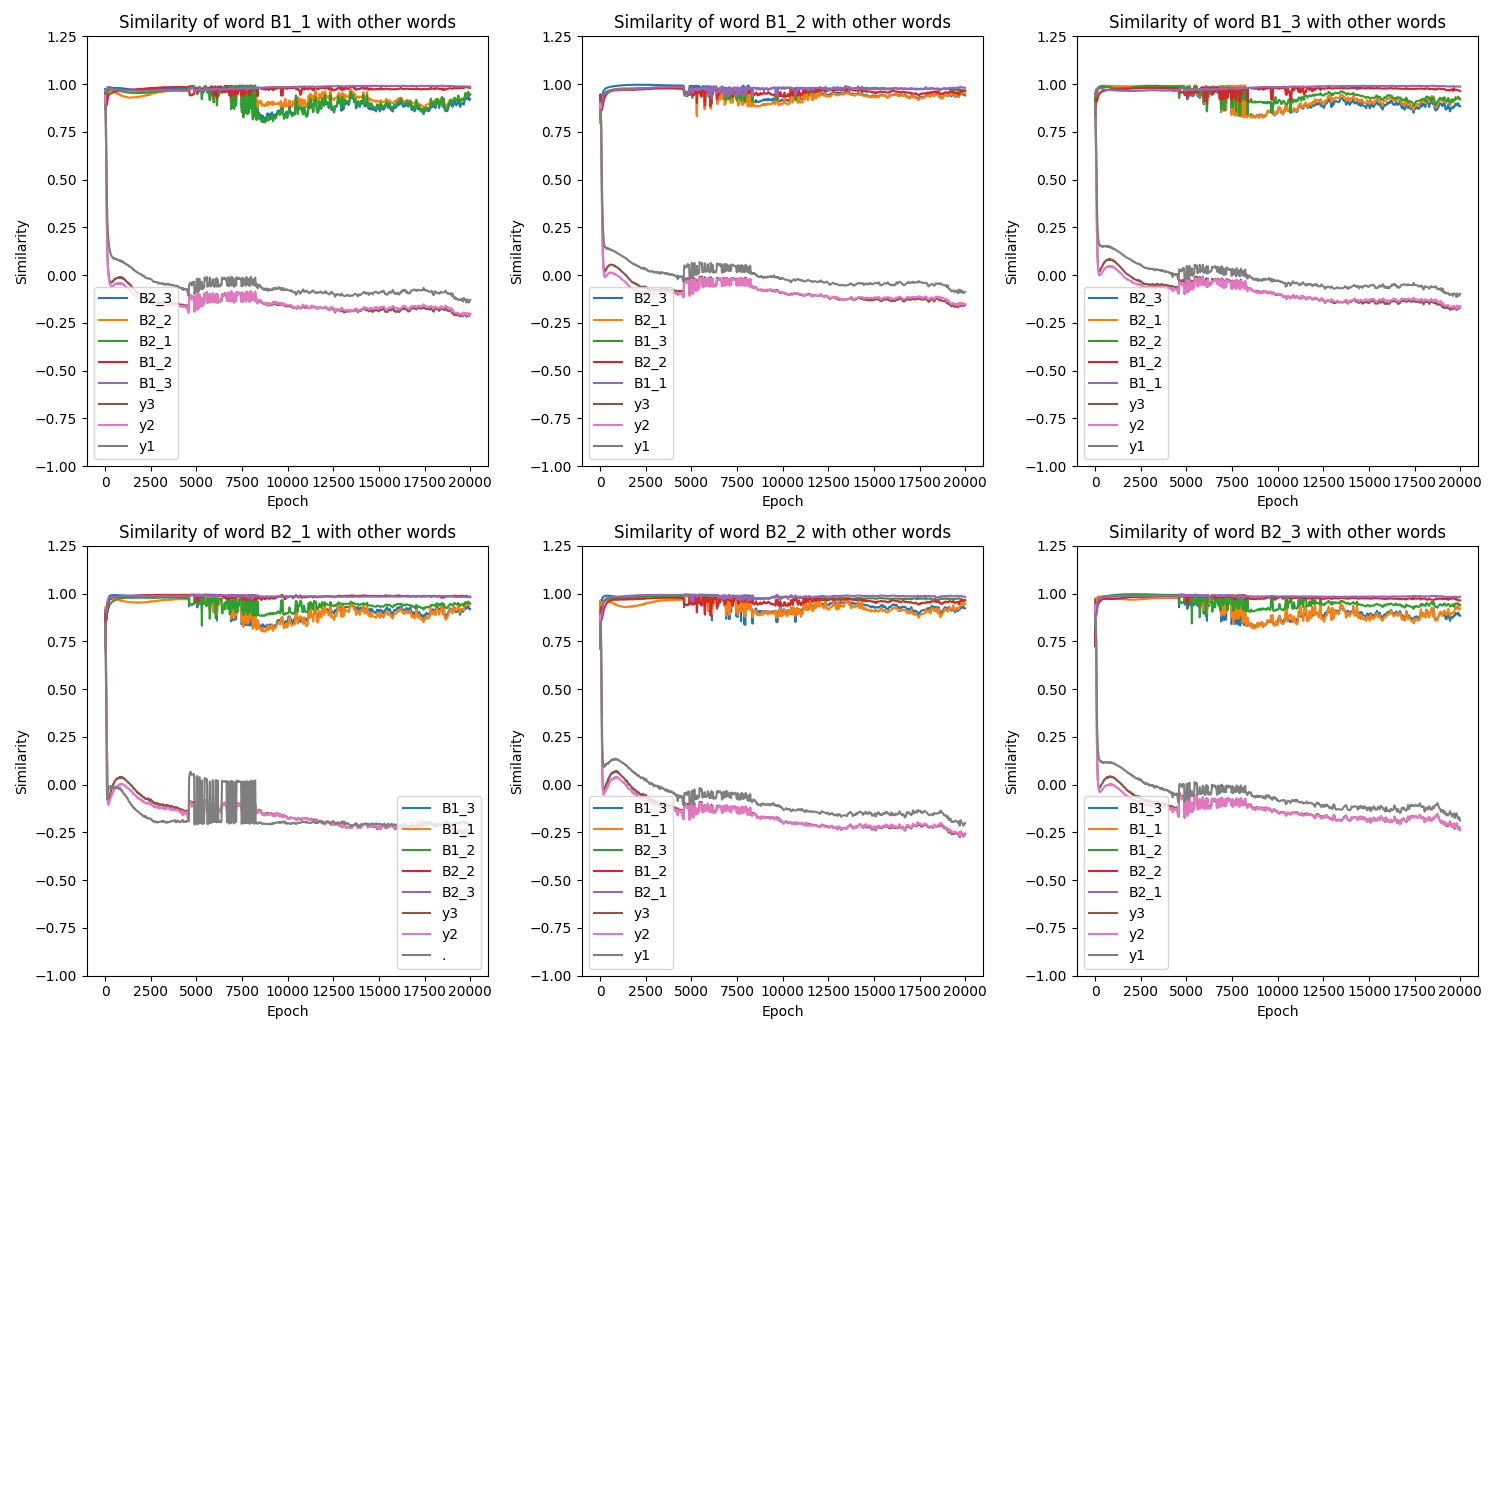 Similarity of word B1_1 with other words
1.25
1.00
0.75
0.50
0.25
0.00
−0.25
−0.50
−0.75
−1.00
Similarity
B2_3
B2_2
B2_1
B1_2
B1_3
y3
y2
y1
0 2500 5000 7500 10000 12500 15000 17500 20000
Epoch
Similarity of word B1_2 with other words
1.25
1.00
0.75
0.50
0.25
0.00
−0.25
−0.50
−0.75
−1.00
Similarity
B2_3
B2_1
B1_3
B2_2
B1_1
y3
y2
y1
0 2500 5000 7500 10000 12500 15000 17500 20000
Epoch
Similarity of word B1_3 with other words
1.25
1.00
0.75
0.50
0.25
0.00
−0.25
−0.50
−0.75
−1.00
Similarity
B2_3
B2_1
B2_2
B1_2
B1_1
y3
y2
y1
0 2500 5000 7500 10000 12500 15000 17500 20000
Epoch
Similarity of word B2_1 with other words
1.25
1.00
0.75
0.50
0.25
0.00
−0.25
−0.50
−0.75
−1.00
Similarity
B1_3
B1_1
B1_2
B2_2
B2_3
y3
y2
.
0 2500 5000 7500 10000 12500 15000 17500 20000
Epoch
Similarity of word B2_2 with other words
1.25
1.00
0.75
0.50
0.25
0.00
−0.25
−0.50
−0.75
−1.00
Similarity
B1_3
B1_1
B2_3
B1_2
B2_1
y3
y2
y1
0 2500 5000 7500 10000 12500 15000 17500 20000
Epoch
Similarity of word B2_3 with other words
1.25
1.00
0.75
0.50
0.25
0.00
−0.25
−0.50
−0.75
−1.00
Similarity
B1_3
B1_1
B1_2
B2_2
B2_1
y3
y2
y1
0 2500 5000 7500 10000 12500 15000 17500 20000
Epoch